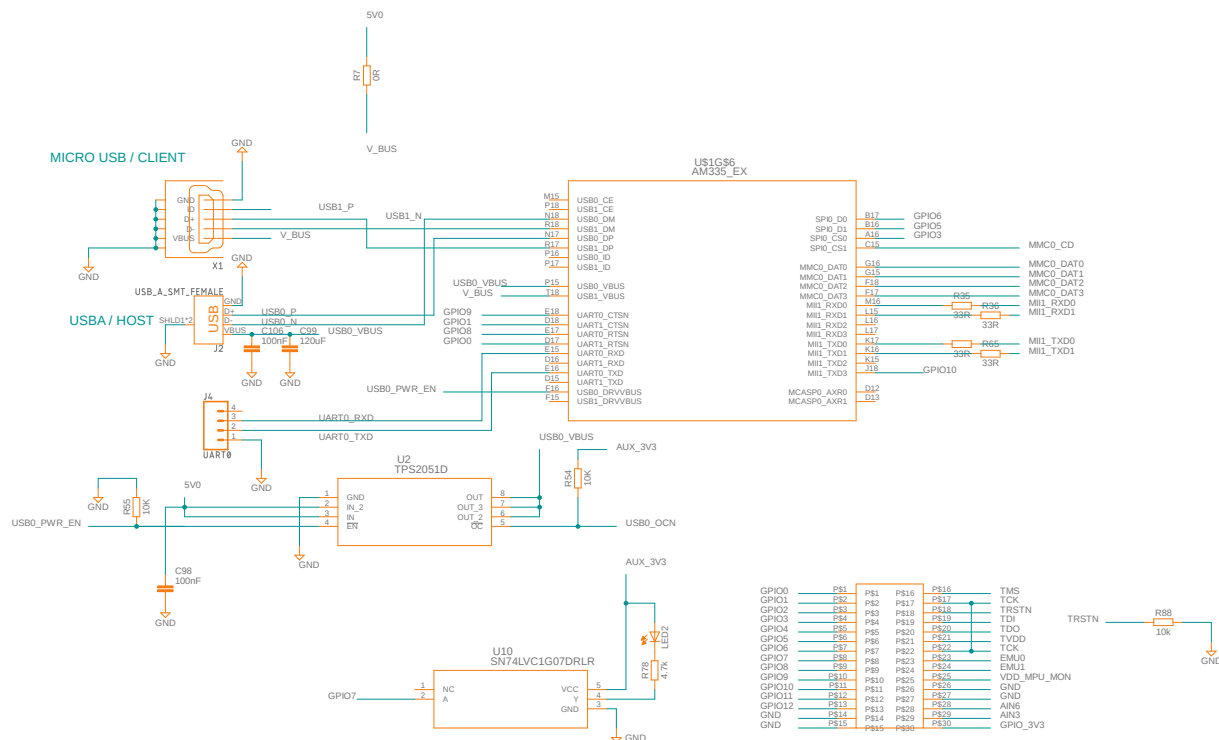 5V0
R7
0R
V_BUS
MICRO USB / CLIENT
GND
GND
ID
D+
D-
VBUS
X1
USB1_P
V_BUS
USB1_N
GND
GND
USB_A_SMT_FEMALE
USBA / HOST
SHLD1*2
USB
GND
D+
D-
VBUS
J2
USB0_P
USB0_N
USB0_VBUS
C106
100nF
C99
120uF
GND
GND
GND
U$1G$6
AM335_EX
M15 USB0_CE
P18 USB1_CE
N18 USB0_DM
R18 USB1_DM
N17 USB0_DP
R17 USB1_DP
P16 USB0_ID
P17 USB1_ID
USB0_VBUS P15 USB0_VBUS
V_BUS T18 USB1_VBUS
GPIO9 E18 UART0_CTSN
GPIO1 D18 UART1_CTSN
GPIO8 E17 UART0_RTSN
GPIO0 D17 UART1_RTSN
E15 UART0_RXD
D16 UART1_RXD
E16 UART0_TXD
D15 UART1_TXD
USB0_PWR_EN F16 USB0_DRVVBUS
F15 USB1_DRVVBUS
SPI0_D0 B17 GPIO6
SPI0_D1 B16 GPIO5
SPI0_CS0 A16 GPIO3
SPI0_CS1 C15 MMC0_CD
MMC0_DAT0 G16 MMC0_DAT0
MMC0_DAT1 G15 MMC0_DAT1
MMC0_DAT2 F18 MMC0_DAT2
MMC0_DAT3 F17 MMC0_DAT3
MII1_RXD0 M16 R35 33R MII1_RXD0
MII1_RXD1 L15 R36 33R MII1_RXD1
MII1_RXD2 L16
MII1_RXD3 L17
MII1_TXD0 K17 33R MII1_TXD0
MII1_TXD1 K16 R65 33R MII1_TXD1
MII1_TXD2 K15
MII1_TXD3 J18 GPIO10
MCASP0_AXR0 D12
MCASP0_AXR1 D13
J4
4
3
2
1
UART0
UART0_RXD
UART0_TXD
GND
U2
TPS2051D
1 GND
2 IN_2
3 IN
4 EN
OUT 8
OUT_3 7
OUT_2 6
OC 5
USB0_VBUS
AUX_3V3
R54
10K
USB0_OCN
GND
R55
10K
5V0
USB0_PWR_EN
GND
C98
100nF
GND
AUX_3V3
LED2
R78
4.7k
U10
SN74LVC1G07DRLR
GPIO7
1 NC
2 A
VCC 5
Y 4
GND 3
GND
GPIO0 P$1 P$1 P$16 P$16 TMS
GPIO1 P$2 P$2 P$17 P$17 TCK
GPIO2 P$3 P$3 P$18 P$18 TRSTN
GPIO3 P$4 P$4 P$19 P$19 TDI
GPIO4 P$5 P$5 P$20 P$20 TDO
GPIO5 P$6 P$6 P$21 P$21 TVDD
GPIO6 P$7 P$7 P$22 P$22 TCK
GPIO7 P$8 P$8 P$23 P$23 EMU0
GPIO8 P$9 P$9 P$24 P$24 EMU1
GPIO9 P$10 P$10 P$25 P$25 VDD_MPU_MON
GPIO10 P$11 P$11 P$26 P$26 GND
GPIO11 P$12 P$12 P$27 P$27 GND
GPIO12 P$13 P$13 P$28 P$28 AIN6
GND P$14 P$14 P$29 P$29 AIN3
GND P$15 P$15 P$30 P$30 GPIO_3V3
TRSTN
R88
10k
GND